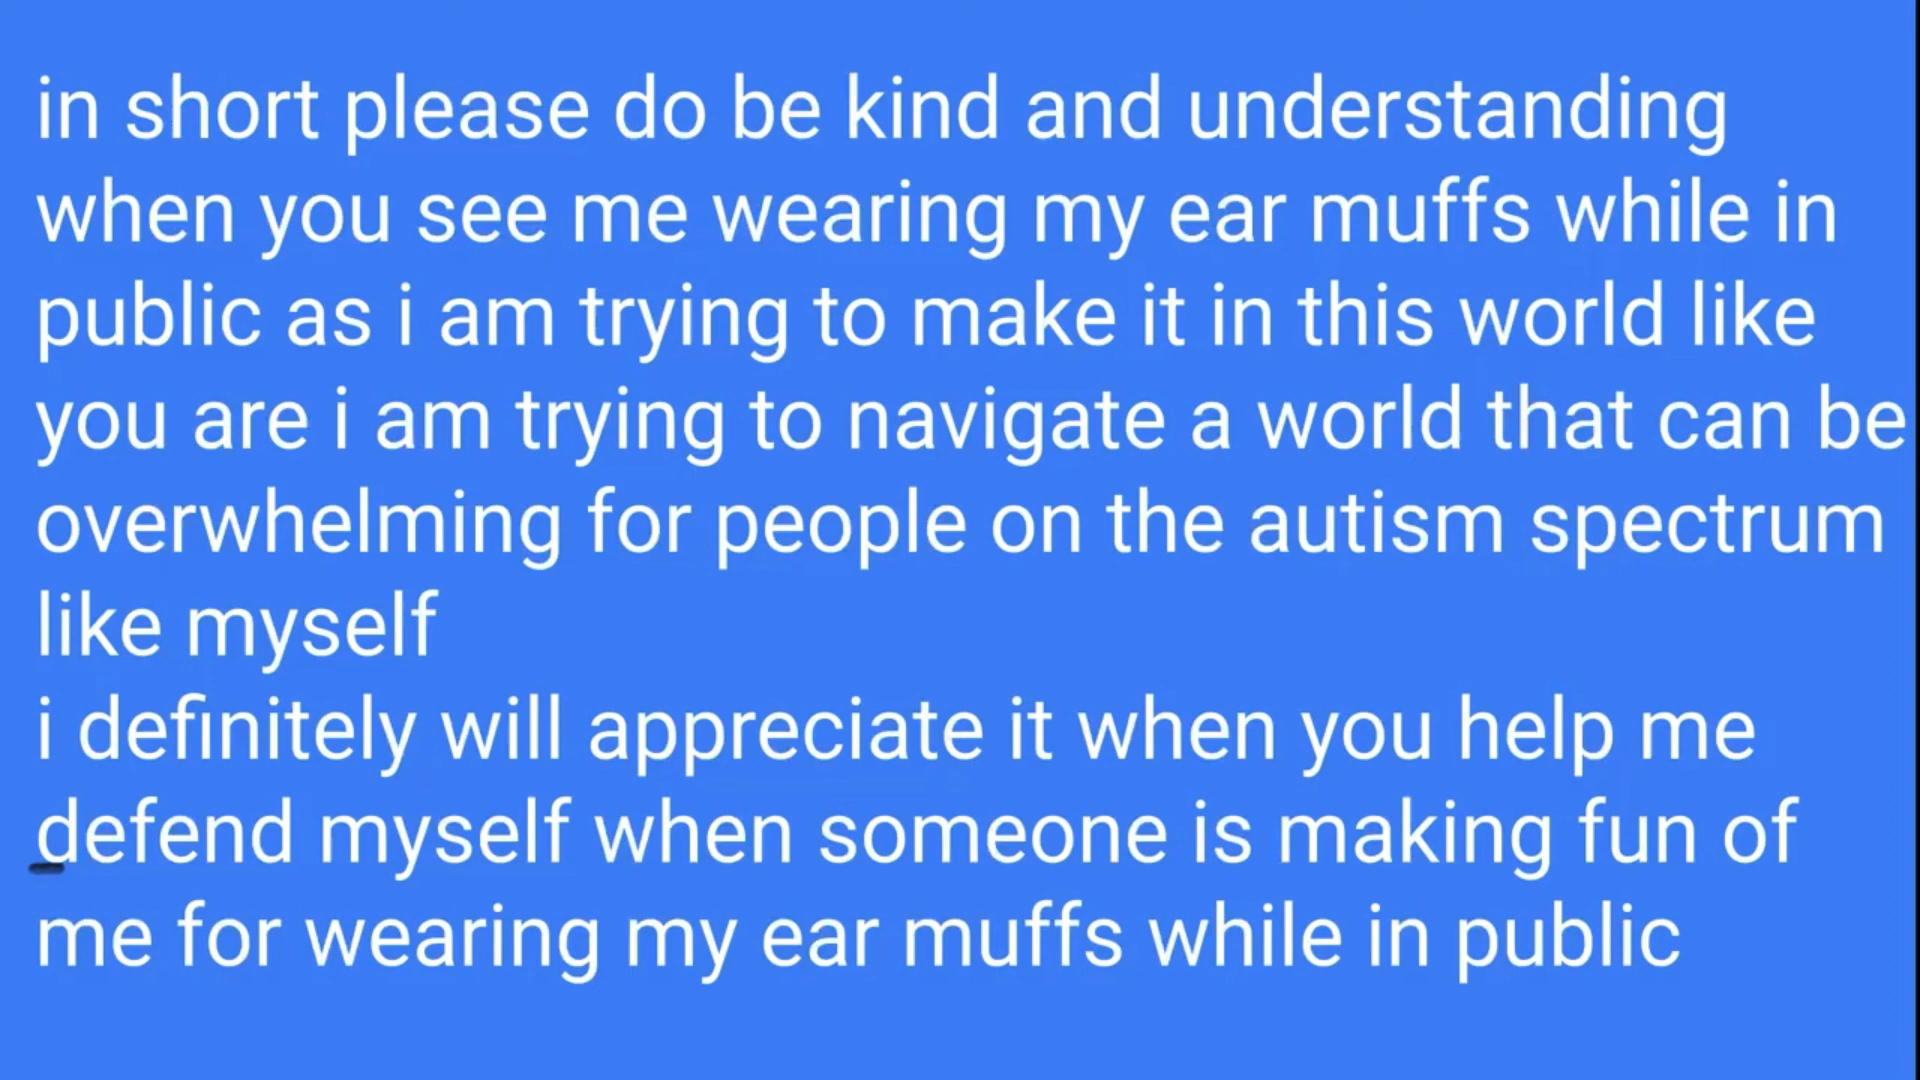 in short please do be kind and understanding
when you see me wearing my ear muffs while in
public as i am trying to make it in this world like
you are i am trying to navigate a world that can be
overwhelming for people on the autism spectrum
like myself
i definitely will appreciate it when you help me
defend myself when someone is making fun of
me for wearing my ear muffs while in public